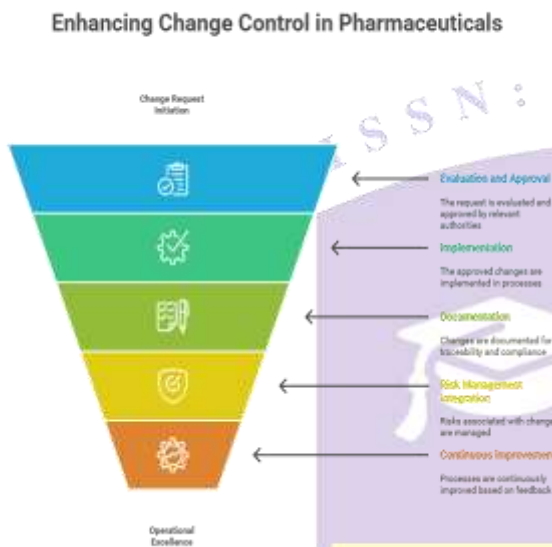 Enhancing Change Control in Pharmaceuticals
Change Request
Initiation
ISSN:
Evaluation and Approval
The request is evaluated and
approved by relevant
authorities
Implementation
The approved changes are
implemented in processes
Documentation
Changes are documented for
traceability and compliance
Risk Management
Integration
Risks associated with change
are managed
Continuous Improvement
Processes are continuously
improved based on feedback
Operational
Excellence